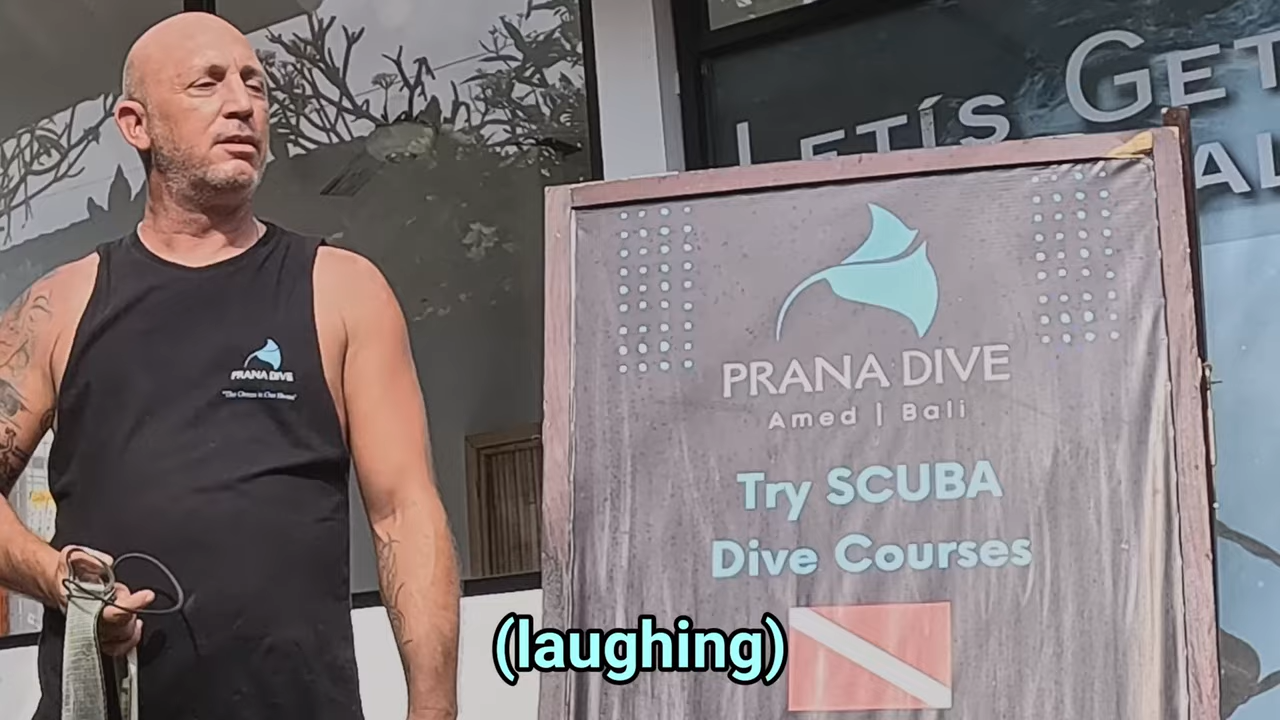 LETÍS GET
AL
PRANA DIVE
Amed | Bali
Try SCUBA
Dive Courses
PRANA DIVE
"The Ocean is Our Home"
(laughing)